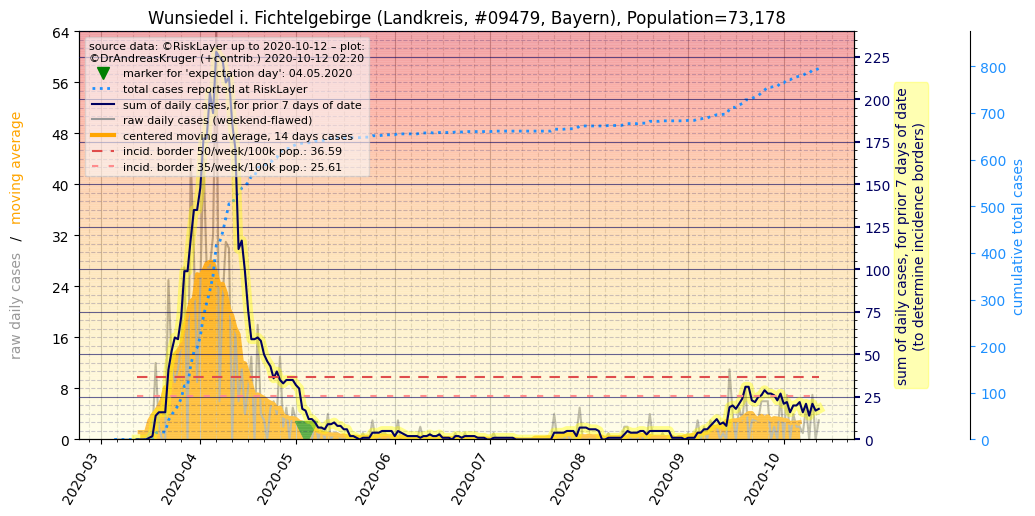 Wunsiedel i. Fichtelgebirge (Landkreis, #09479, Bayern), Population=73,178
source data: ©RiskLayer up to 2020-10-12 – plot:
©DrAndreasKruger (+contrib.) 2020-10-12 02:20
marker for 'expectation day': 04.05.2020
total cases reported at RiskLayer
sum of daily cases, for prior 7 days of date
raw daily cases (weekend-flawed)
centered moving average, 14 days cases
incid. border 50/week/100k pop.: 36.59
incid. border 35/week/100k pop.: 25.61
raw daily cases / moving average
64
56
48
40
32
24
16
8
0
2020-03
2020-04
2020-05
2020-06
2020-07
2020-08
2020-09
2020-10
225
200
175
150
125
100
75
50
25
0
sum of daily cases, for prior 7 days of date
(to determine incidence borders)
800
700
600
500
400
300
200
100
0
cumulative total cases